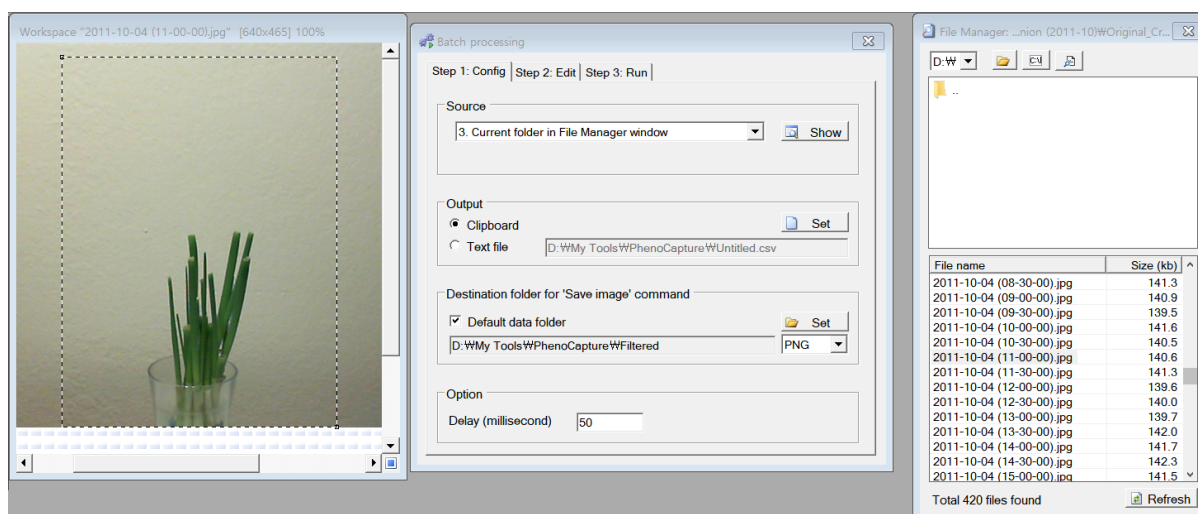 Workspace "2011-10-04 (11-00-00).jpg"  [640x465] 100%
Batch processing
Step 1: Config
Step 2: Edit
Step 3: Run
Source
3. Current folder in File Manager window
Show
Output
Clipboard
Set
Text file
D:₩My Tools₩PhenoCapture₩Untitled.csv
Destination folder for 'Save image' command
Default data folder
Set
D:₩My Tools₩PhenoCapture₩Filtered
PNG
Option
Delay (millisecond)
50
File Manager: ...nion (2011-10)₩Original_Cr...
D:₩
C:\
..
File name Size (kb)
2011-10-04 (08-30-00).jpg 141.3
2011-10-04 (09-00-00).jpg 140.9
2011-10-04 (09-30-00).jpg 139.5
2011-10-04 (10-00-00).jpg 141.6
2011-10-04 (10-30-00).jpg 140.5
2011-10-04 (11-00-00).jpg 140.6
2011-10-04 (11-30-00).jpg 141.3
2011-10-04 (12-00-00).jpg 139.6
2011-10-04 (12-30-00).jpg 140.0
2011-10-04 (13-00-00).jpg 139.7
2011-10-04 (13-30-00).jpg 142.0
2011-10-04 (14-00-00).jpg 141.7
2011-10-04 (14-30-00).jpg 142.3
2011-10-04 (15-00-00).jpg 141.5
Total 420 files found
Refresh